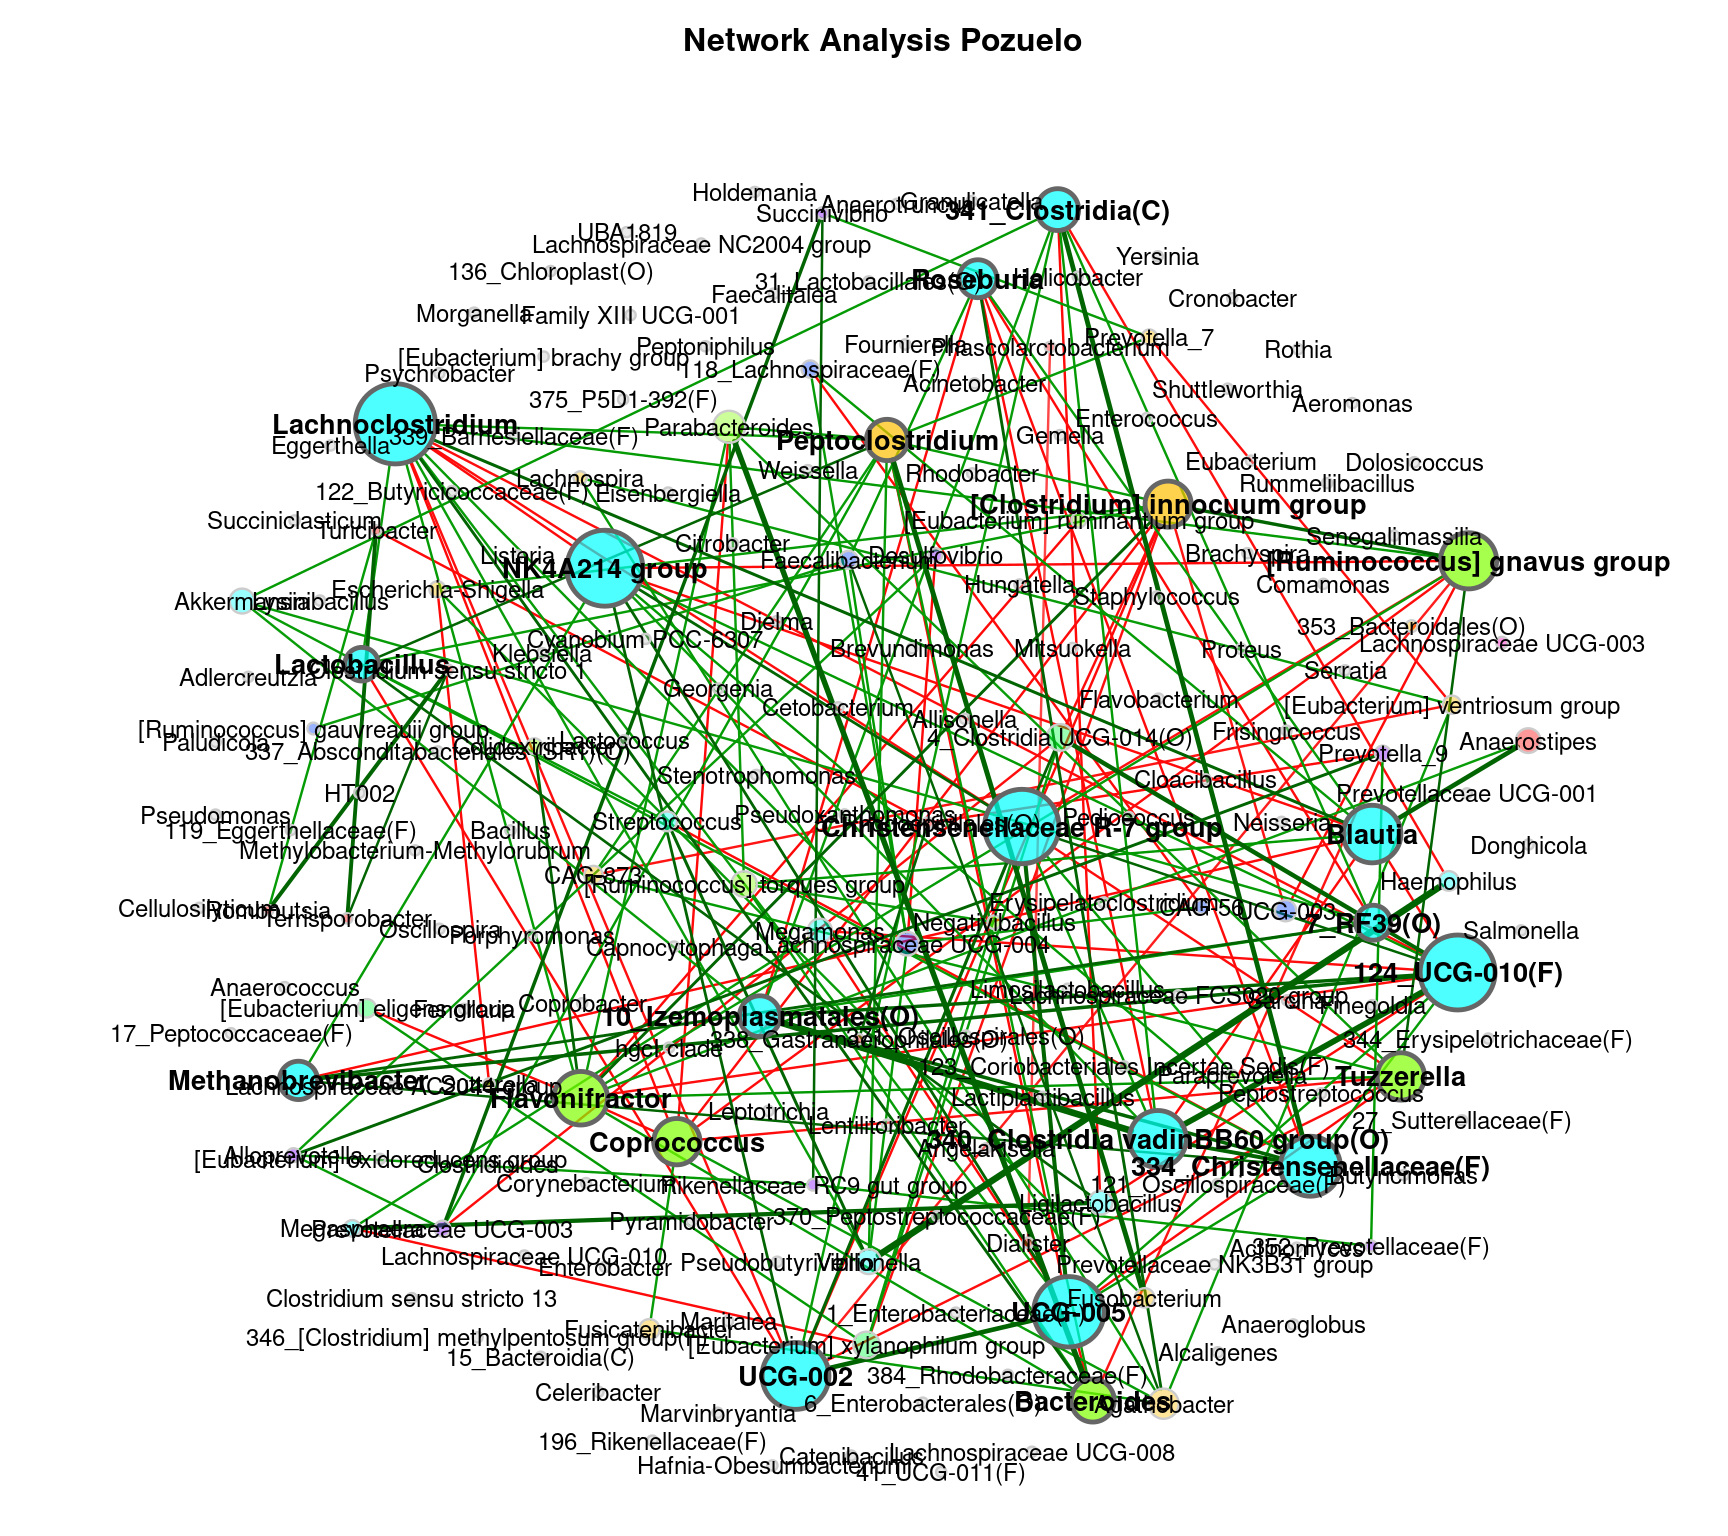 Network Analysis Pozuelo
Holdemania
Granulicatella
Anaerotruncus
341_Clostridia(C)
Succinivibrio
UBA1819
Lachnospiraceae NC2004 group
Yersinia
136_Chloroplast(O)
Roseburia
Helicobacter
Faecalitalea
Cronobacter
Morganella
Family XIII UCG-001
Prevotella_7
Peptoniphilus
Fournierella
Phascolarctobacterium
Rothia
[Eubacterium] brachy group
118_Lachnospiraceae(F)
Psychrobacter
Acinetobacter
Shuttleworthia
375_P5D1-392(F)
Aeromonas
Lachnoclostridium
Parabacteroides
Enterococcus
Eggerthella
339_Barnesiellaceae(F)
Peptoclostridium
Gemella
Lachnospira
Weissella
Rhodobacter
Eubacterium
Dolosicoccus
122_Butyricicoccaceae(F)
Eisenbergiella
Rummeliibacillus
[Clostridium] innocuum group
Succiniclasticum
Turicibacter
[Eubacterium] ruminantium group
Senegalimassilia
Listeria
Citrobacter
Faecalibacterium
Desulfovibrio
Brachyspira
[Ruminococcus] gnavus group
NK4A214 group
Hungatella
Comamonas
Akkermansia
Lysinibacillus
Escherichia-Shigella
Staphylococcus
Dielma
353_Bacteroidales(O)
Cyanobium PCC-6307
Klebsiella
Brevundimonas
Mitsuokella
Proteus
Lachnospiraceae UCG-003
Lactobacillus
Clostridium sensu stricto 1
Serratia
Adlercreutzia
Georgenia
Flavobacterium
Cetobacterium
[Eubacterium] ventriosum group
[Ruminococcus] gauvreauii group
Allisonella
Frisingicoccus
Paludicola
337_Absconditabacteriales (SR1)(O)
Colidextribacter
Lactococcus
4_Clostridia UCG-014(O)
Prevotella_9
Anaerostipes
Stenotrophomonas
Cloacibacillus
HT002
Prevotellaceae UCG-001
Pseudomonas
Streptococcus
Pseudoxanthomonas
Pediococcus
Neisseria
119_Eggerthellaceae(F)
Bacillus
Christensenellaceae R-7 group
Blautia
Methylobacterium-Methylorubrum
Donghicola
CAG-873
[Ruminococcus] torques group
Haemophilus
Cellulosilyticum
Romboutsia
Terrisporobacter
Erysipelatoclostridium
CAG-56
UCG-003
7_RF39(O)
Oscillospira
Porphyromonas
Capnocytophaga
Megamonas
Negativibacillus
Lachnospiraceae UCG-004
Salmonella
124_UCG-010(F)
Anaerococcus
Limosilactobacillus
Lachnospiraceae FCS020 group
Sarcina
Finegoldia
[Eubacterium] eligens group
Fangiliana
Coprobacter
10_Izemoplasmatales(O)
17_Peptococcaceae(F)
338_Gastranaerophilales(O)
hgcI clade
344_Erysipelotrichaceae(F)
123_Coriobacteriales Incertae Sedis(F)
Paraprevotella
Tuzzerella
Methanobrevibacter
Lachnospiraceae AC2044 group
Sutterella
Flavonifractor
Lactiplantibacillus
Peptostreptococcus
Leptotrichia
Lentilitoribacter
27_Sutterellaceae(F)
Coprococcus
340_Clostridia vadinBB60 group(O)
Angelakisella
Alloprevotella
[Eubacterium] oxidoreducens group
Clostridioides
334_Christensenellaceae(F)
Butyricimonas
Corynebacterium
Rikenellaceae RC9 gut group
121_Oscillospiraceae(F)
Ligilactobacillus
Megasphaera
Prevotellaceae UCG-003
Pyramidobacter
370_Peptostreptococcaceae(F)
Dialister
Actinomyces
352_Prevotellaceae(F)
Lachnospiraceae UCG-010
Enterobacter
Pseudobutyrivibrio
Veillonella
Prevotellaceae NK3B31 group
Clostridium sensu stricto 13
Fusobacterium
1_Enterobacteriaceae(F)
UCG-005
Maritalea
Fusicatenibacter
Anaeroglobus
346_[Clostridium] methylpentosum group(F)
[Eubacterium] xylanophilum group
15_Bacteroidia(C)
Alcaligenes
UCG-002
384_Rhodobacteraceae(F)
Celeribacter
6_Enterobacterales(O)
Bacteroides
Agathobacter
Marvinbryantia
196_Rikenellaceae(F)
Catenibacillus
Lachnospiraceae UCG-008
Hafnia-Obesumbacterium
41_UCG-011(F)